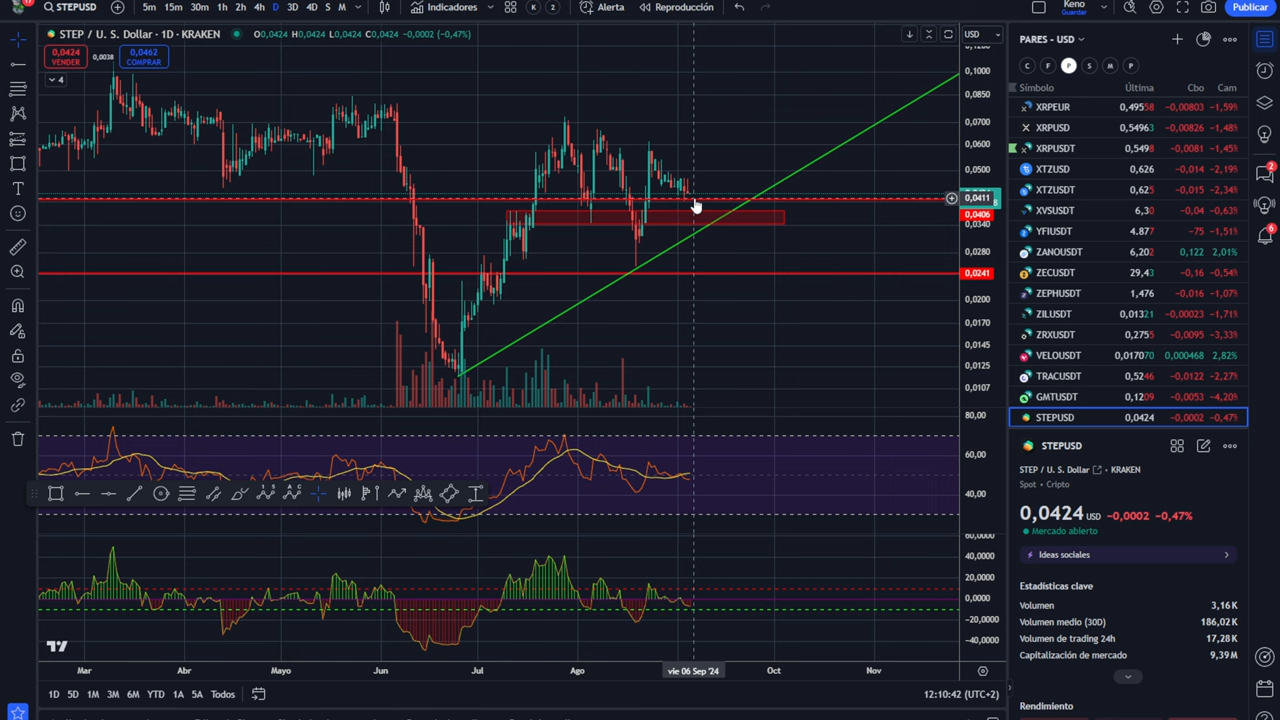 STEPUSD
5m 15m 30m 1h 2h 4h D 3D 4D S M
Indicadores
K 2
Alerta
Reproducción
Keno
Guardar
Publicar
STEP / U. S. Dollar · 1D · KRAKEN
O0,0424 H0,0424 L0,0424 C0,0424 −0,0002 (−0,47%)
0,0424
VENDER
0,0038
0,0462
COMPRAR
4
USD
0,1000
0,0850
0,0700
0,0600
0,0500
0,0411
0,0406
0,0340
0,0280
0,0241
0,0200
0,0170
0,0145
0,0125
0,0107
80,00
60,00
40,00
60,0000
40,0000
20,0000
0,0000
−20,0000
−40,0000
Mar Abr Mayo Jun Jul Ago vie 06 Sep '24 Oct Nov
1D 5D 1M 3M 6M YTD 1A 5A Todos
12:10:42 (UTC+2)
PARES - USD
C F P S M P
Símbolo Última Cbo Cam
XRPEUR 0,49558 −0,00803 −1,59%
XRPUSD 0,54963 −0,00826 −1,48%
XRPUSDT 0,5498 −0,0081 −1,45%
XTZUSD 0,626 −0,014 −2,19%
XTZUSDT 0,625 −0,015 −2,34%
XVSUSDT 6,30 −0,04 −0,63%
YFIUSDT 4.877 −75 −1,51%
ZANOUSDT 6,202 0,122 2,01%
ZECUSDT 29,43 −0,16 −0,54%
ZEPHUSDT 1,476 −0,016 −1,07%
ZILUSDT 0,01321 −0,00023 −1,71%
ZRXUSDT 0,2755 −0,0095 −3,33%
VELOUSDT 0,017070 0,000468 2,82%
TRACUSDT 0,5246 −0,0122 −2,27%
GMTUSDT 0,1209 −0,0053 −4,20%
STEPUSD 0,0424 −0,0002 −0,47%
STEPUSD
STEP / U. S. Dollar · KRAKEN
Spot · Cripto
0,0424 USD −0,0002 −0,47%
Mercado abierto
Ideas sociales
Estadísticas clave
Volumen 3,16 K
Volumen medio (30D) 186,02 K
Volumen de trading 24h 17,28 K
Capitalización de mercado 9,39 M
Rendimiento
2
6